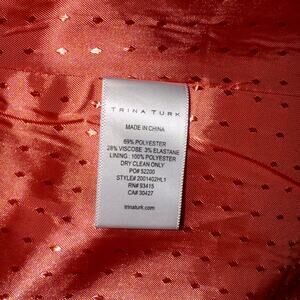 TRINA TURK
MADE IN CHINA
69% POLYESTER
28% VISCOSE 3% ELASTANE
LINING: 100% POLYESTER
DRY CLEAN ONLY
PO# 52200
STYLE# 2001402HL1
RN# 93415
CA# 30427
trinaturk.com